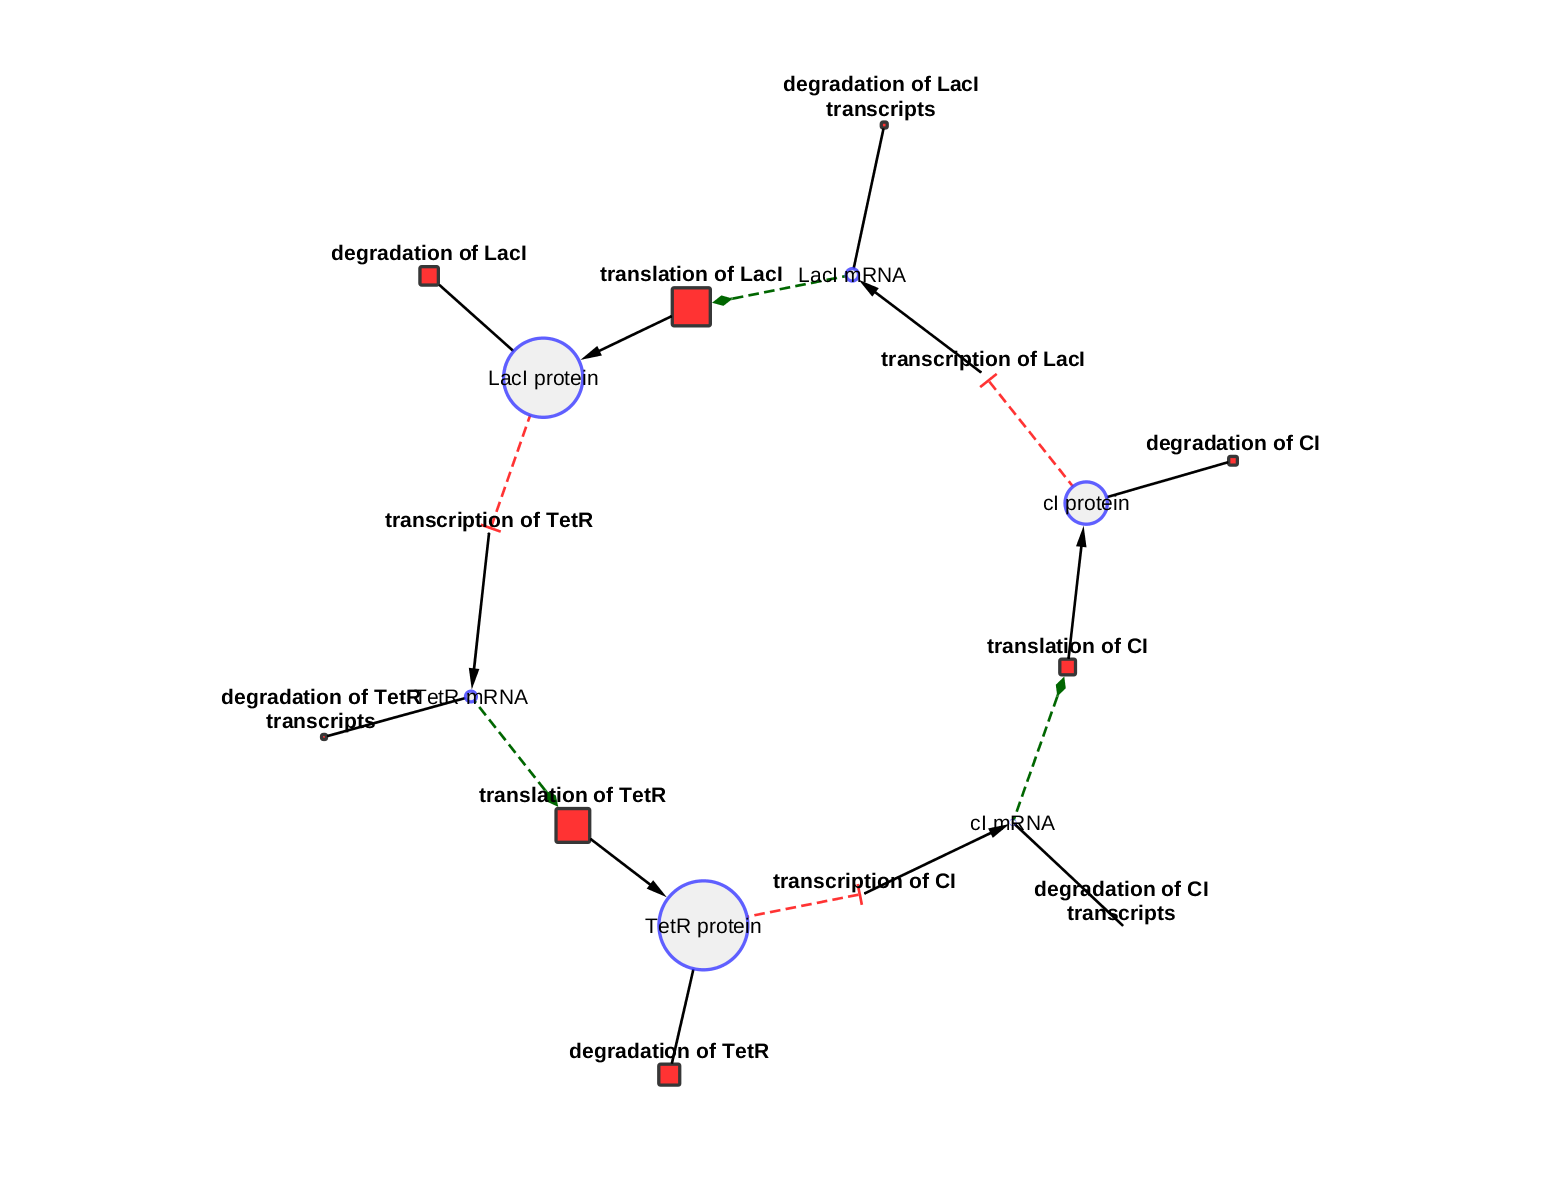 degradation of LacI
transcripts
degradation of LacI
translation of LacI
LacI mRNA
transcription of LacI
LacI protein
degradation of CI
cI protein
transcription of TetR
translation of CI
degradation of TetR
transcripts
TetR mRNA
translation of TetR
cI mRNA
transcription of CI
degradation of CI
transcripts
TetR protein
degradation of TetR